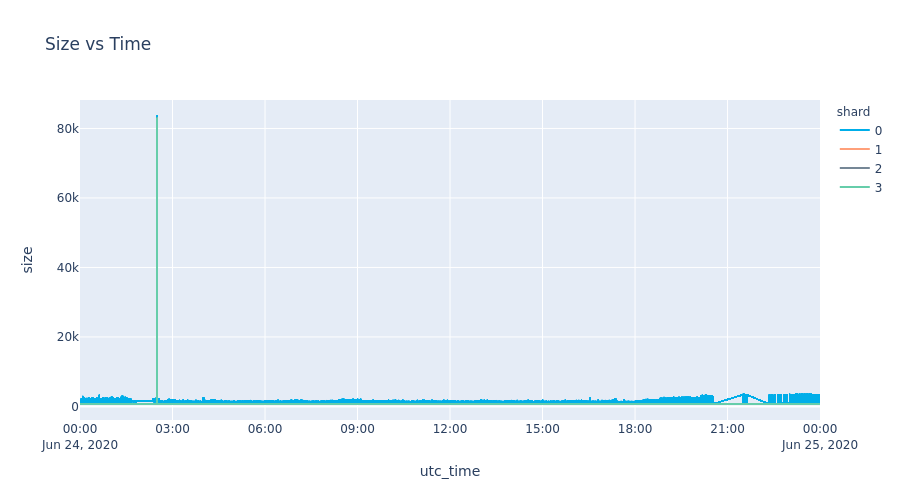 Size vs Time
shard
0
1
2
3
80k
60k
40k
20k
0
size
00:00
03:00
06:00
09:00
12:00
15:00
18:00
21:00
00:00
Jun 24, 2020
Jun 25, 2020
utc_time